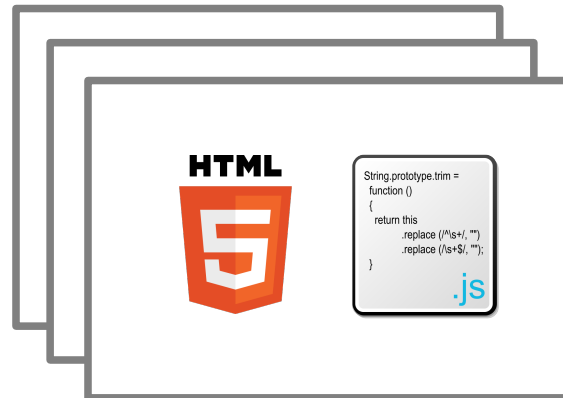 HTML
5
String.prototype.trim =
function ()
{
return this
.replace (/^\s+/, "")
.replace (/\s+$/, "");
}
.js